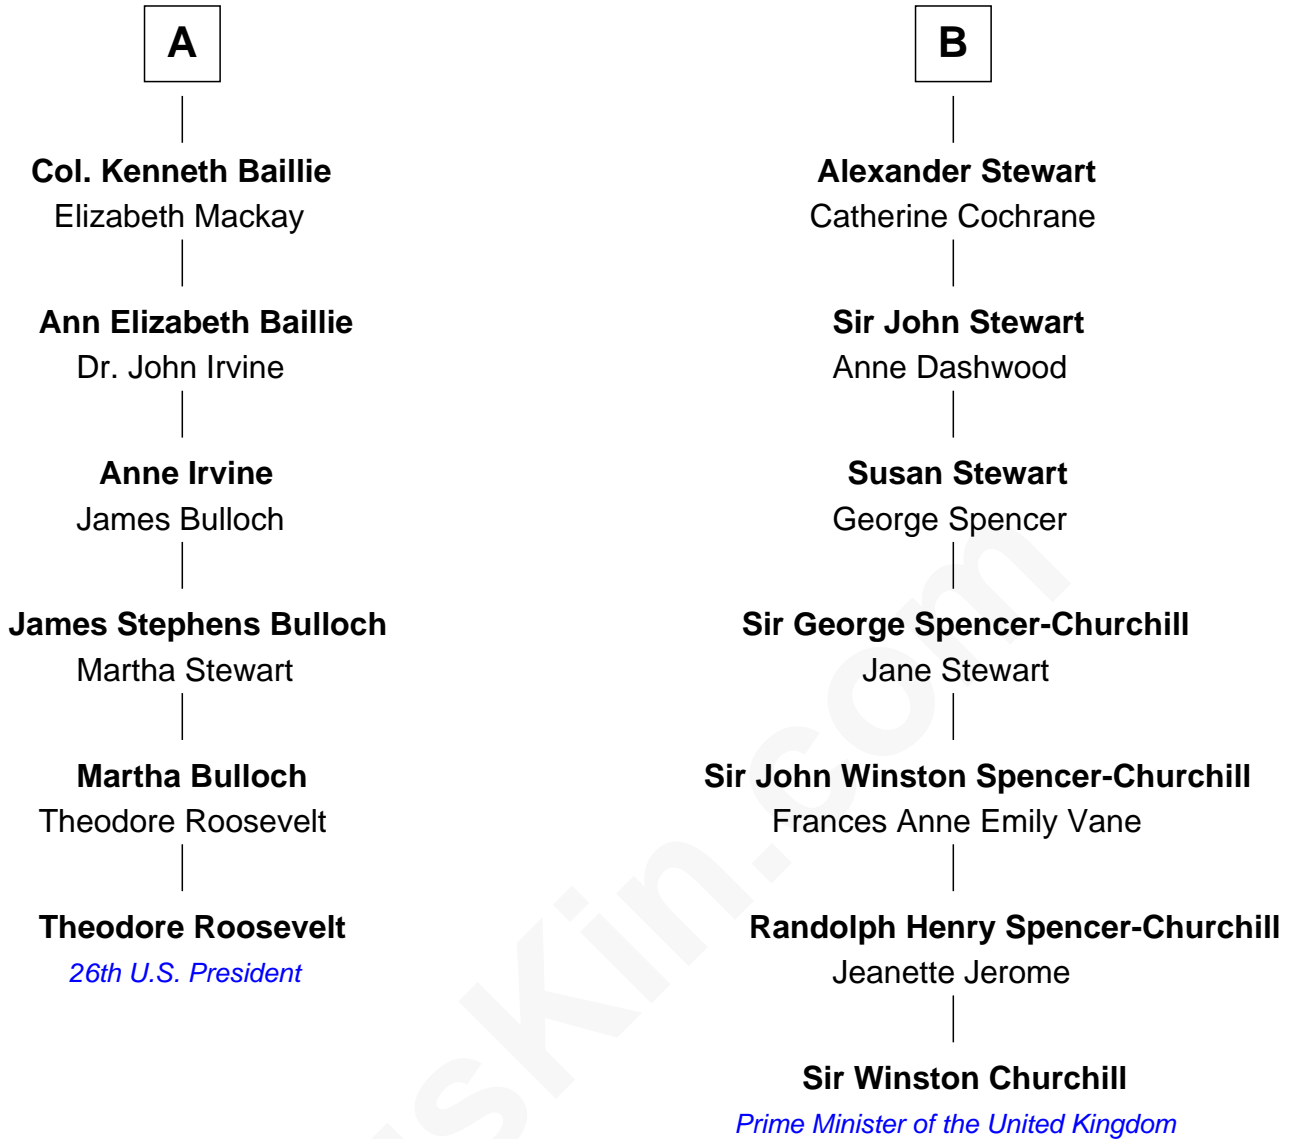 A
Col. Kenneth Baillie
Elizabeth Mackay
Ann Elizabeth Baillie
Dr. John Irvine
Anne Irvine
James Bulloch
James Stephens Bulloch
Martha Stewart
Martha Bulloch
Theodore Roosevelt
Theodore Roosevelt
26th U.S. President
B
Alexander Stewart
Catherine Cochrane
Sir John Stewart
Anne Dashwood
Susan Stewart
George Spencer
Sir George Spencer-Churchill
Jane Stewart
Sir John Winston Spencer-Churchill
Frances Anne Emily Vane
Randolph Henry Spencer-Churchill
Jeanette Jerome
Sir Winston Churchill
Prime Minister of the United Kingdom